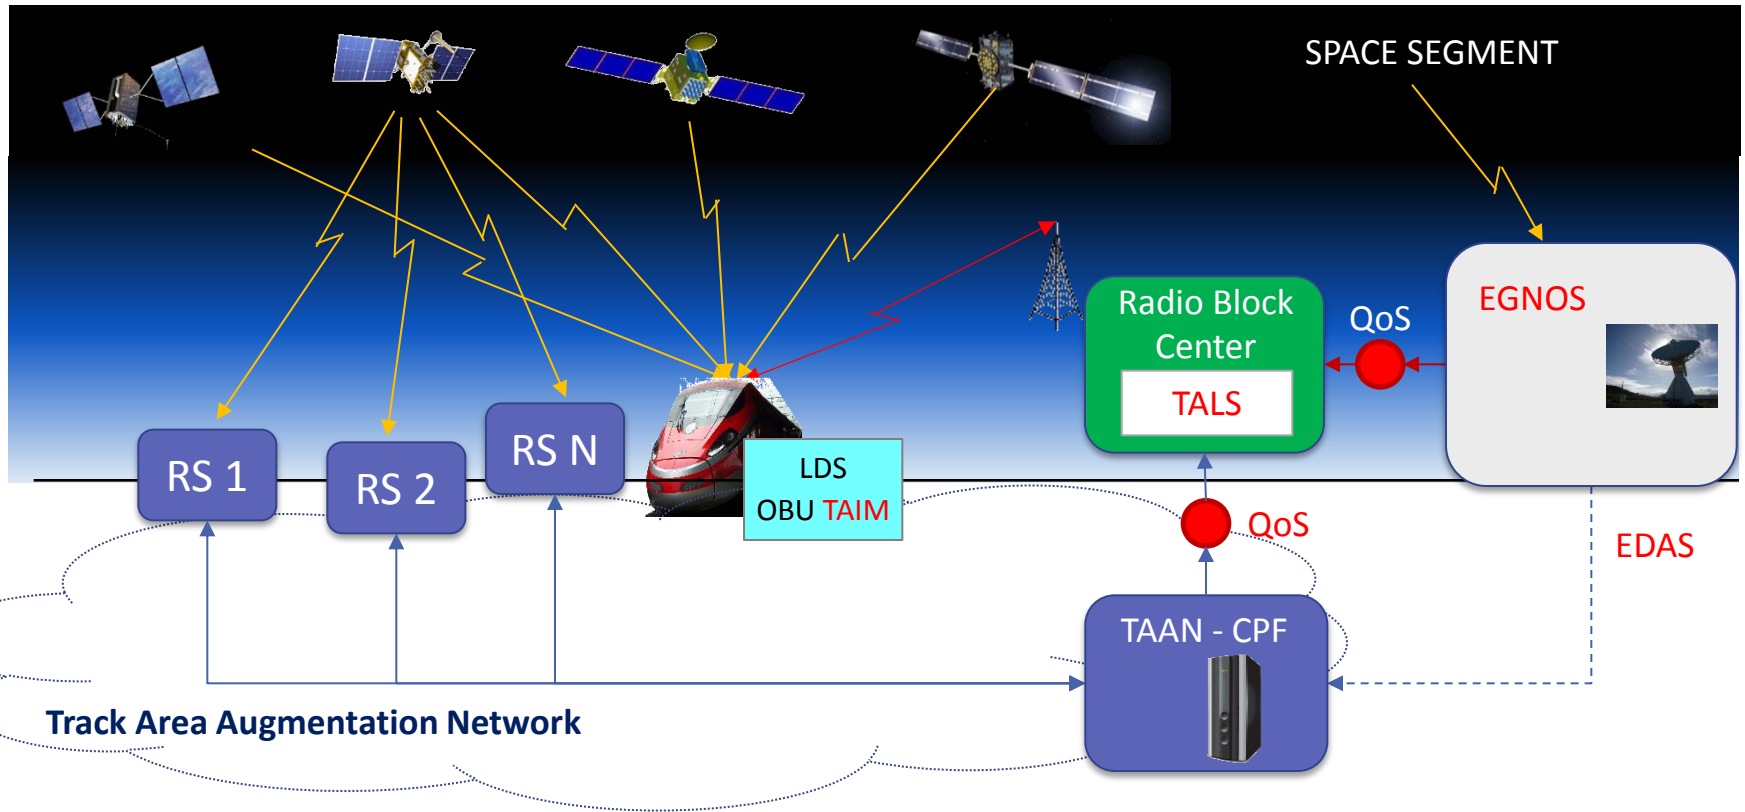 SPACE SEGMENT
EGNOS
Radio Block
Center
QoS
TALS
RS 1
RS 2
RS N
LDS
OBU TAIM
QoS
EDAS
TAAN - CPF
Track Area Augmentation Network